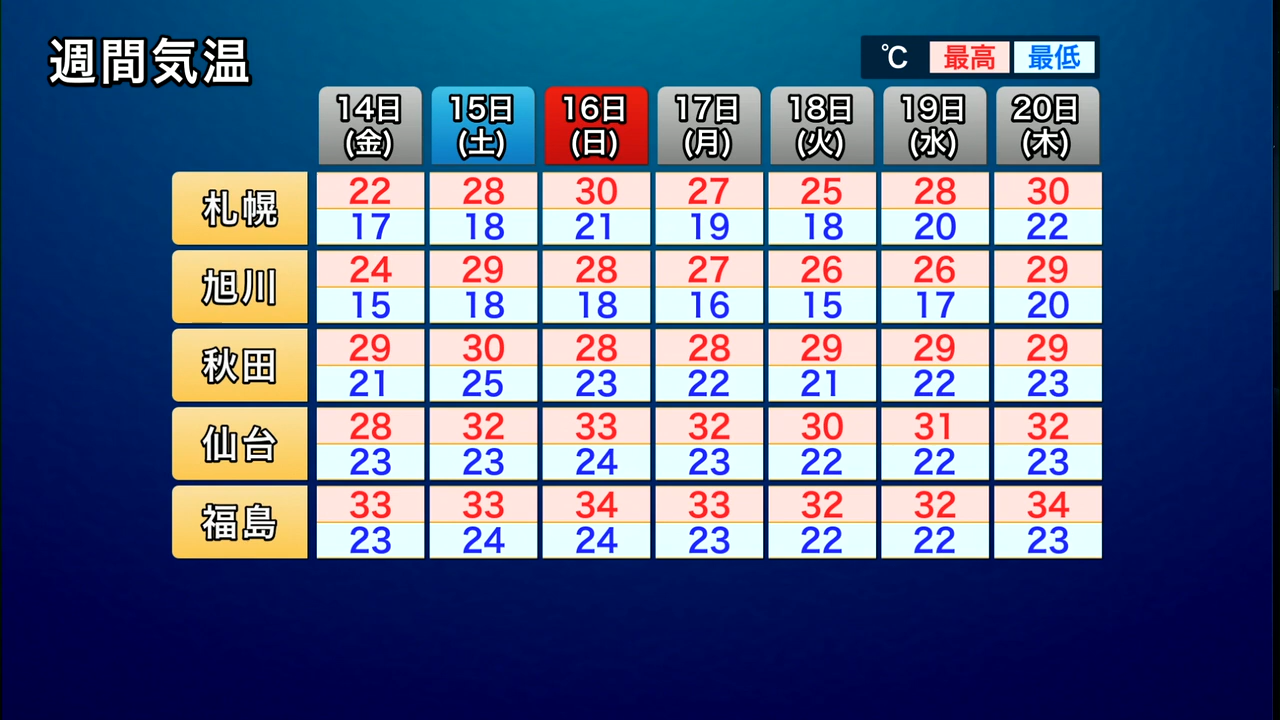 週間気温
℃ 最高 最低
14日 15日 16日 17日 18日 19日 20日
(金) (土) (日) (月) (火) (水) (木)
札幌
22 28 30 27 25 28 30
17 18 21 19 18 20 22
旭川
24 29 28 27 26 26 29
15 18 18 16 15 17 20
秋田
29 30 28 28 29 29 29
21 25 23 22 21 22 23
仙台
28 32 33 32 30 31 32
23 23 24 23 22 22 23
福島
33 33 34 33 32 32 34
23 24 24 23 22 22 23